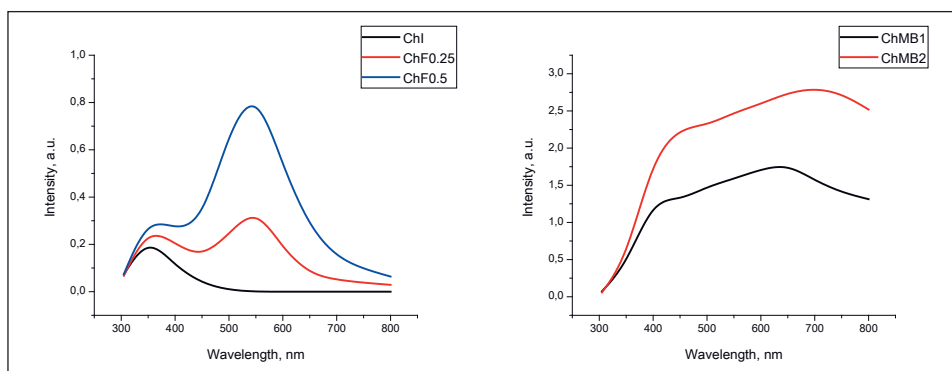 ChI
ChF0.25
ChF0.5
1,0
0,8
0,6
0,4
0,2
0,0
Intensity, a.u.
300 400 500 600 700 800
Wavelength, nm
ChMB1
ChMB2
3,0
2,5
2,0
1,5
1,0
0,5
0,0
Intensity, a.u.
300 400 500 600 700 800
Wavelength, nm